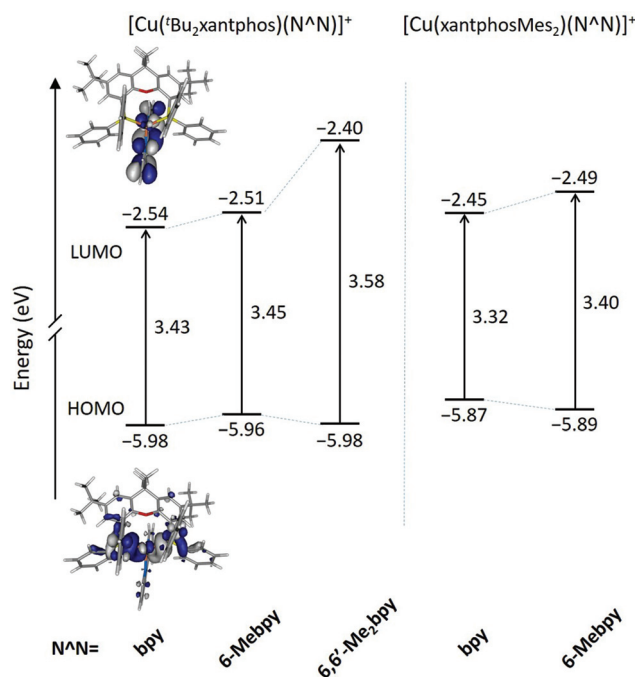 [Cu(ᵗBu₂xantphos)(N^N)]⁺ [Cu(xantphosMes₂)(N^N)]⁺
−2.40
−2.54 −2.51 −2.45 −2.49
LUMO
3.43 3.45 3.58 3.32 3.40
Energy (eV)
HOMO
−5.98 −5.96 −5.98 −5.87 −5.89
N^N= bpy 6-Mebpy 6,6′-Me₂bpy bpy 6-Mebpy